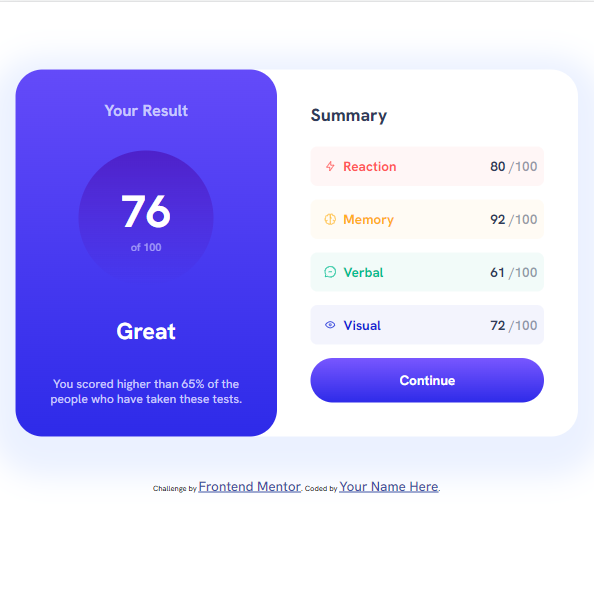 Your Result
76
of 100
Great
You scored higher than 65% of the
people who have taken these tests.
Summary
Reaction 80 /100
Memory 92 /100
Verbal 61 /100
Visual 72 /100
Continue
Challenge by Frontend Mentor. Coded by Your Name Here.